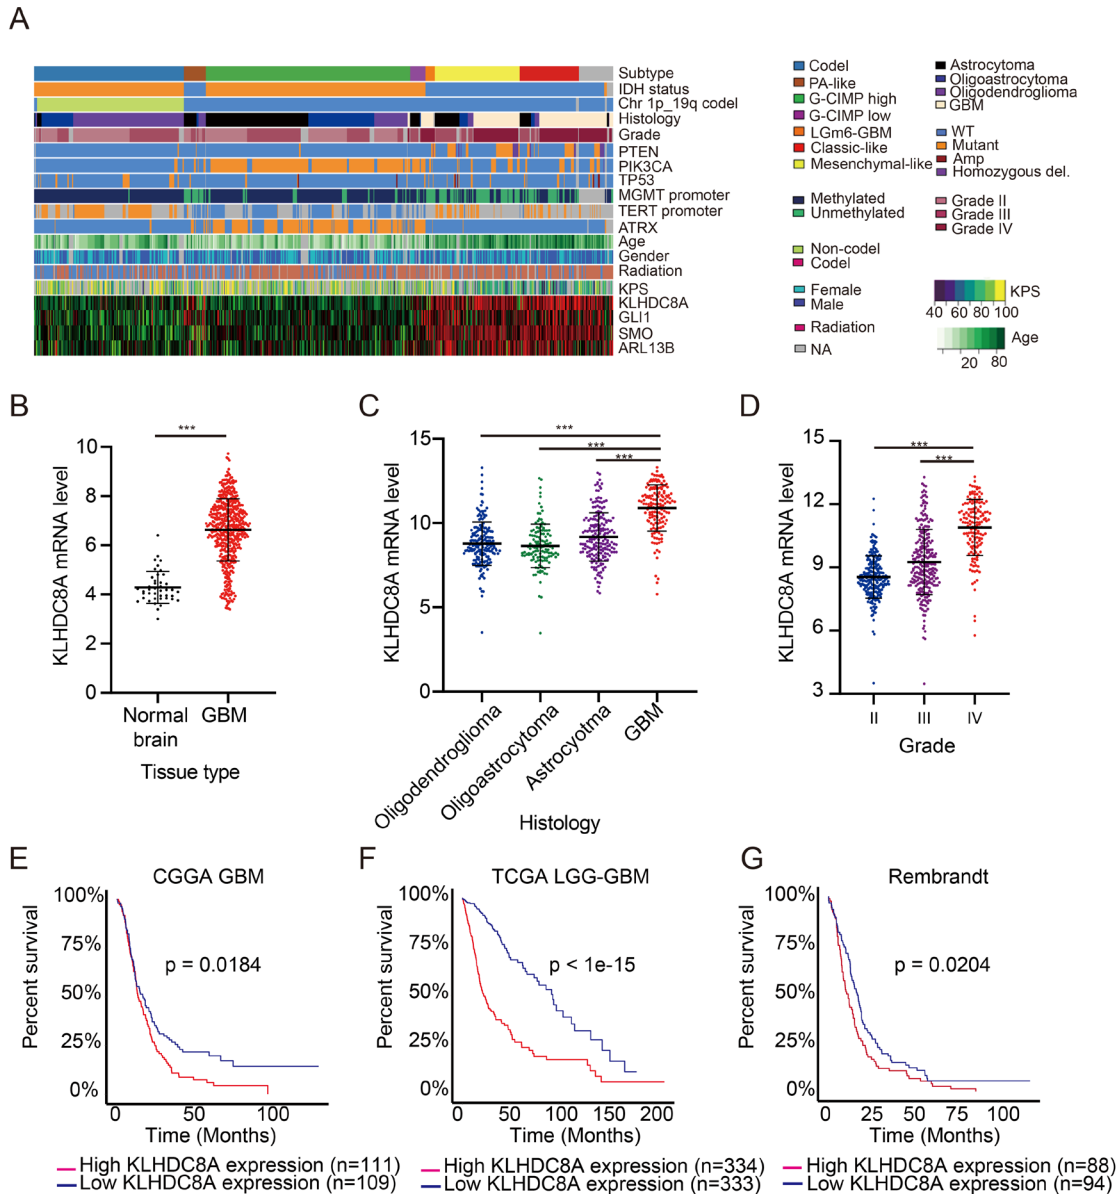 A
Subtype
IDH status
Chr 1p_19q codel
Histology
Grade
PTEN
PIK3CA
TP53
MGMT promoter
TERT promoter
ATRX
Age
Gender
Radiation
KPS
KLHDC8A
GLI1
SMO
ARL13B
Codel
PA-like
G-CIMP high
G-CIMP low
LGm6-GBM
Classic-like
Mesenchymal-like
Methylated
Unmethylated
Non-codel
Codel
Female
Male
Radiation
NA
Astrocytoma
Oligoastrocytoma
Oligodendroglioma
GBM
WT
Mutant
Amp
Homozygous del.
Grade II
Grade III
Grade IV
KPS
40 60 80 100
Age
20 80
B
KLHDC8A mRNA level
10
8
6
4
2
0
***
Normal brain
GBM
Tissue type
C
KLHDC8A mRNA level
15
10
5
0
***
***
***
Oligodendroglioma
Oligoastrocytoma
Astrocyotma
GBM
Histology
D
KLHDC8A mRNA level
15
12
9
6
3
***
***
II III IV
Grade
E
CGGA GBM
Percent survival
100%
75%
50%
25%
0%
p = 0.0184
0 50 100
Time (Months)
High KLHDC8A expression (n=111)
Low KLHDC8A expression (n=109)
F
TCGA LGG-GBM
Percent survival
100%
75%
50%
25%
0%
p < 1e-15
0 50 100 150 200
Time (Months)
High KLHDC8A expression (n=334)
Low KLHDC8A expression (n=333)
G
Rembrandt
Percent survival
100%
75%
50%
25%
0%
p = 0.0204
0 25 50 75 100
Time (Months)
High KLHDC8A expression (n=88)
Low KLHDC8A expression (n=94)